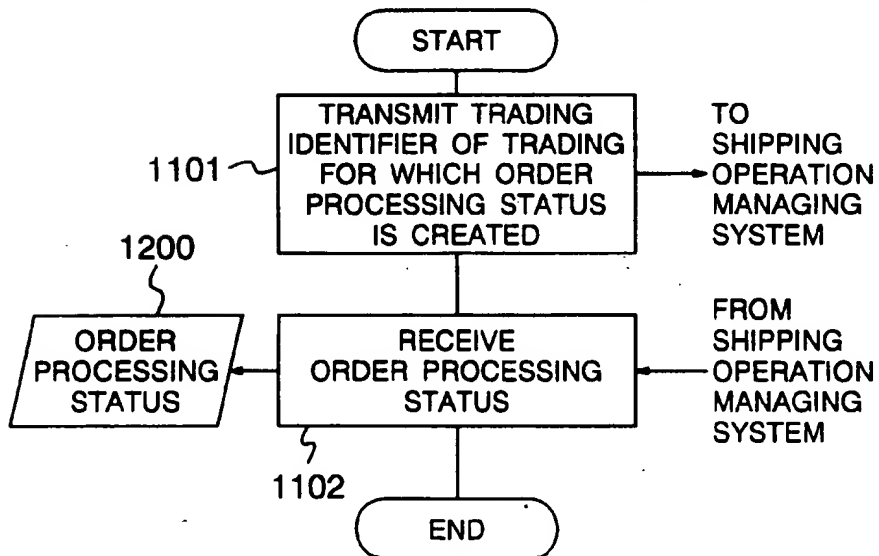 START
TRANSMIT TRADING
IDENTIFIER OF TRADING
FOR WHICH ORDER
PROCESSING STATUS
IS CREATED
1101
TO
SHIPPING
OPERATION
MANAGING
SYSTEM
1200
ORDER
PROCESSING
STATUS
RECEIVE
ORDER PROCESSING
STATUS
1102
FROM
SHIPPING
OPERATION
MANAGING
SYSTEM
END